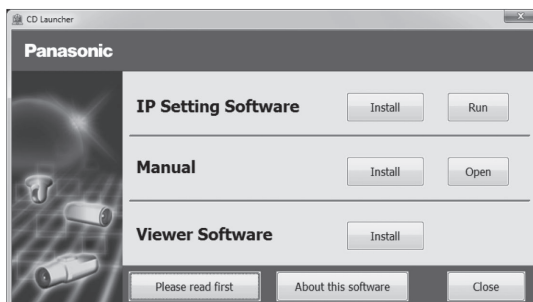 CD Launcher
Panasonic
IP Setting Software Install Run
Manual Install Open
Viewer Software Install
Please read first About this software Close